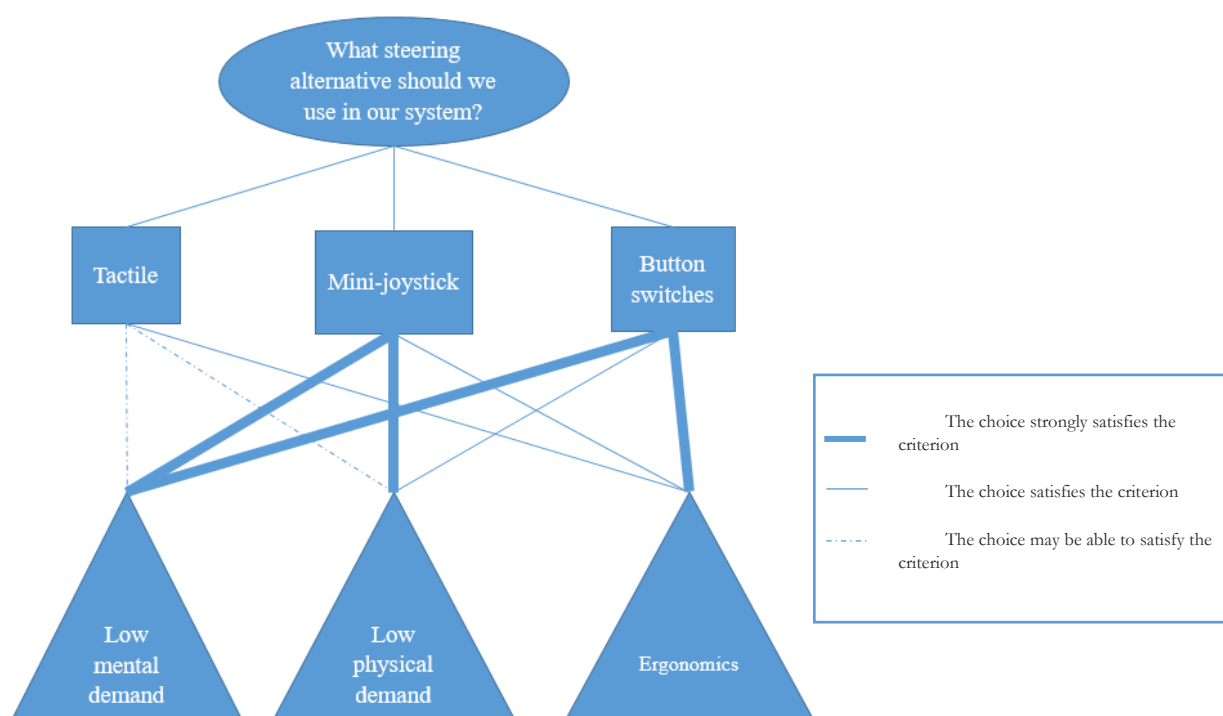 What steering
alternative should we
use in our system?
Tactile
Mini-joystick
Button
switches
The choice strongly satisfies the
criterion
The choice satisfies the criterion
The choice may be able to satisfy the
criterion
Low
mental
demand
Low
physical
demand
Ergonomics